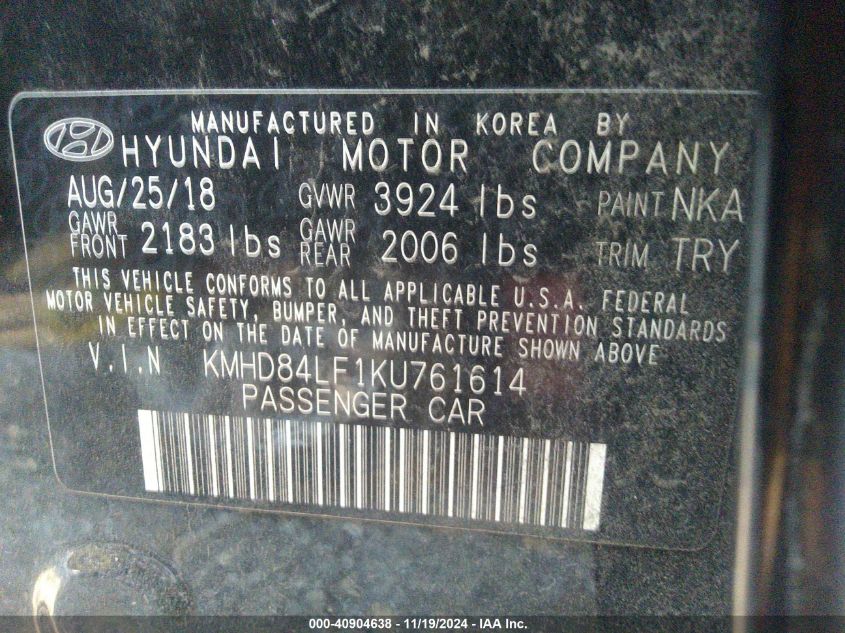 MANUFACTURED IN KOREA BY
HYUNDAI MOTOR COMPANY
AUG/25/18 GVWR 3924 lbs PAINT NKA
GAWR FRONT 2183 lbs GAWR REAR 2006 lbs TRIM TRY
THIS VEHICLE CONFORMS TO ALL APPLICABLE U.S.A. FEDERAL
MOTOR VEHICLE SAFETY, BUMPER, AND THEFT PREVENTION STANDARDS
IN EFFECT ON THE DATE OF MANUFACTURE SHOWN ABOVE
V.I.N KMHD84LF1KU761614
PASSENGER CAR
000-40904638 - 11/19/2024 - IAA Inc.